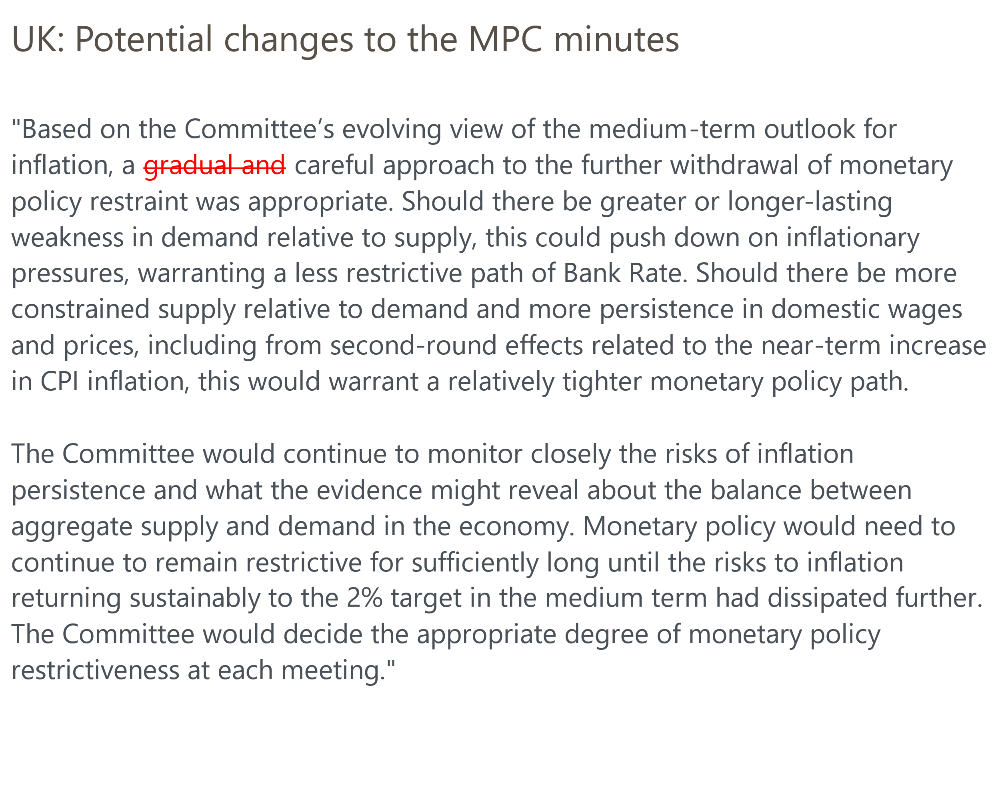 UK: Potential changes to the MPC minutes
"Based on the Committee’s evolving view of the medium-term outlook for
inflation, a gradual and careful approach to the further withdrawal of monetary
policy restraint was appropriate. Should there be greater or longer-lasting
weakness in demand relative to supply, this could push down on inflationary
pressures, warranting a less restrictive path of Bank Rate. Should there be more
constrained supply relative to demand and more persistence in domestic wages
and prices, including from second-round effects related to the near-term increase
in CPI inflation, this would warrant a relatively tighter monetary policy path.
The Committee would continue to monitor closely the risks of inflation
persistence and what the evidence might reveal about the balance between
aggregate supply and demand in the economy. Monetary policy would need to
continue to remain restrictive for sufficiently long until the risks to inflation
returning sustainably to the 2% target in the medium term had dissipated further.
The Committee would decide the appropriate degree of monetary policy
restrictiveness at each meeting."